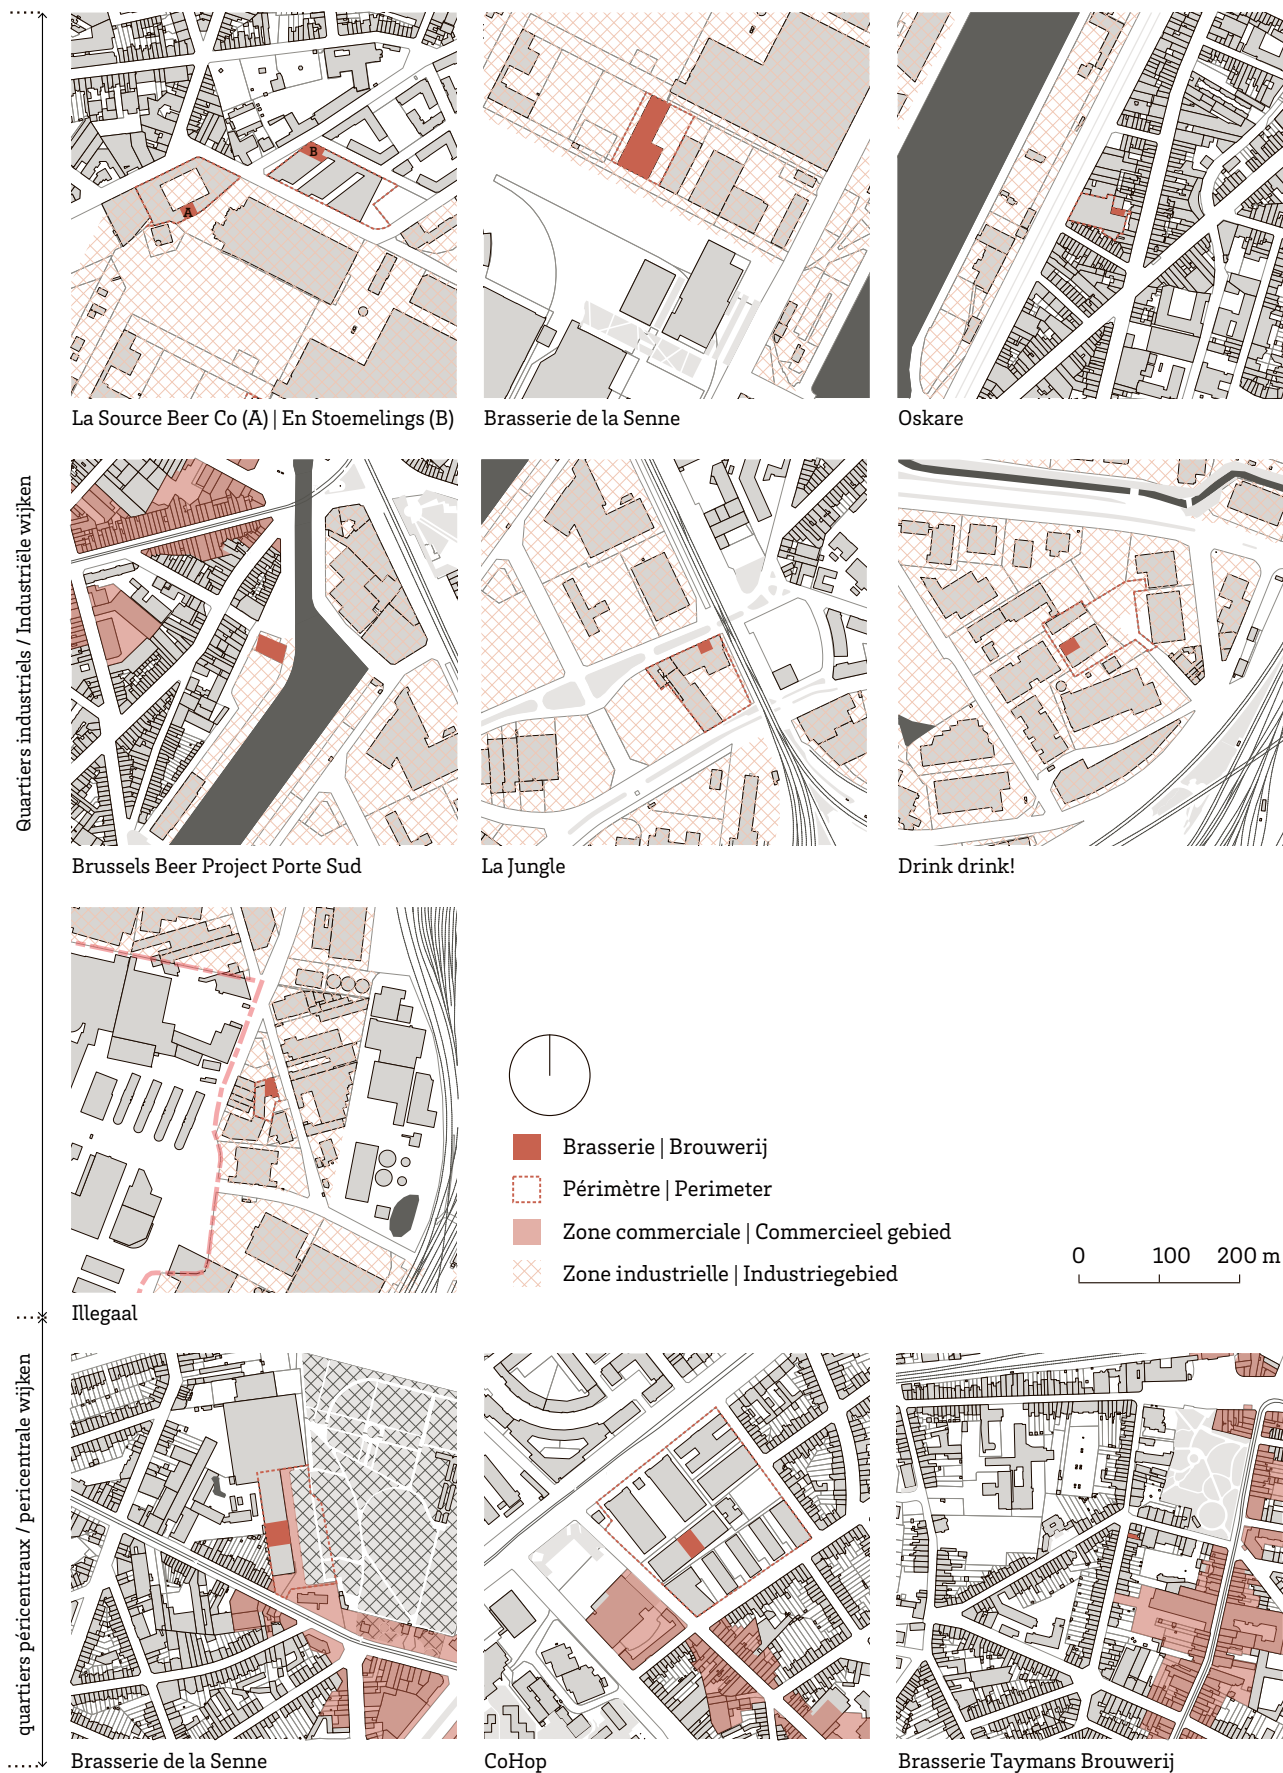 Quartiers industriels / Industriële wijken
B
A
La Source Beer Co (A) | En Stoemelings (B)
Brasserie de la Senne
Oskare
Brussels Beer Project Porte Sud
La Jungle
Drink drink!
Illegaal
Brasserie | Brouwerij
Périmètre | Perimeter
Zone commerciale | Commercieel gebied
Zone industrielle | Industriegebied
0 100 200 m
quartiers péricentraux / pericentrale wijken
Brasserie de la Senne
CoHop
Brasserie Taymans Brouwerij